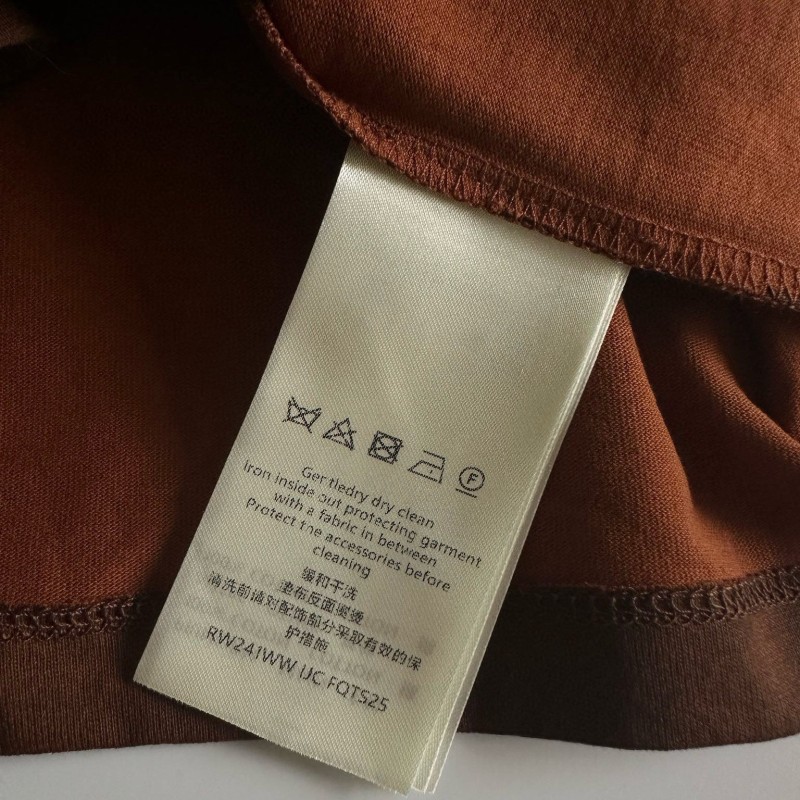 F
Gentledry dry clean
Iron inside out protecting garment
with a fabric in between
Protect the accessories before
cleaning
缓和干洗
垫布反面熨烫
清洗前请对配饰部分采取有效的保
护措施
RW241WW IJC FQTS25